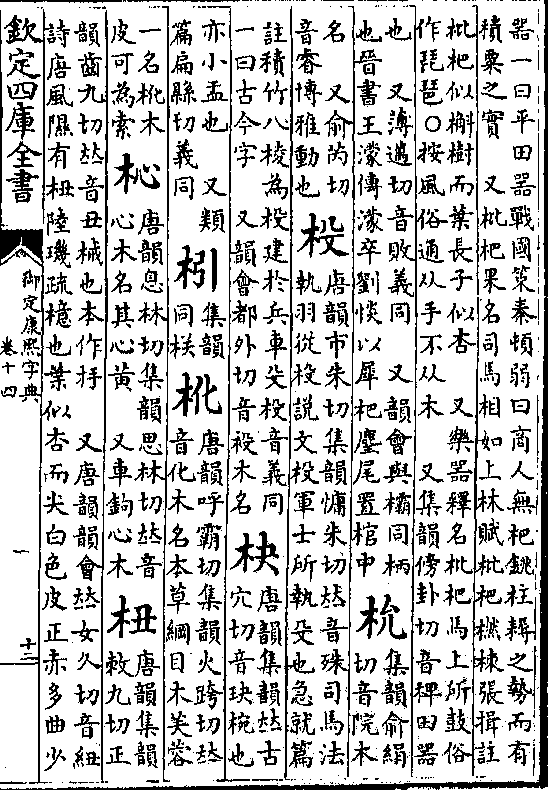 器一曰平田器戰國策秦頓弱曰商人無杷銚柱耨之勢而有
積粟之實　又枇杷果名司馬相如上林賦枇杷橪柿張揖註
枇杷似槲樹而葉長子似杏　又樂器釋名枇杷馬上所鼓俗
作琵琶○按風俗通从手不从木　又集韻傍卦切音稗田器
也　又薄邁切音敗義同　又韻會與欛同柄
也晉書王濛傳濛卒劉惔以犀杷麈尾置棺中
集韻俞絹
切音院木
名　又俞芮切
音睿博雅動也
杸
唐韻市朱切集韻慵朱切𠀤音殊司馬法
執羽從杸說文杸軍士所執殳也急就篇
註積竹八棱為杸建於兵車殳杸音義同
一曰古今字　又韻會都外切音祋木名
唐韻集韻𠀤古
穴切音玦椀也
亦小盂也　又類
篇扁縣切義同
㭁
集韻
同栚
杹
唐韻呼霸切集韻火跨切𠀤
音化木名本草綱目木芙蓉
一名杹木
皮可為索
杺
唐韻息林切集韻思林切𠀤音
心木名其心黃　又車鉤心木
杻
唐韻集韻
敕九切正
韻齒九切𠀤音丑械也本作杽　又唐韻韻會𠀤女久切音紐
詩唐風隰有杻陸璣疏檍也葉似杏而尖白色皮正赤多曲少
欽定四庫全書
御定康熙字典
卷十四
一
十二